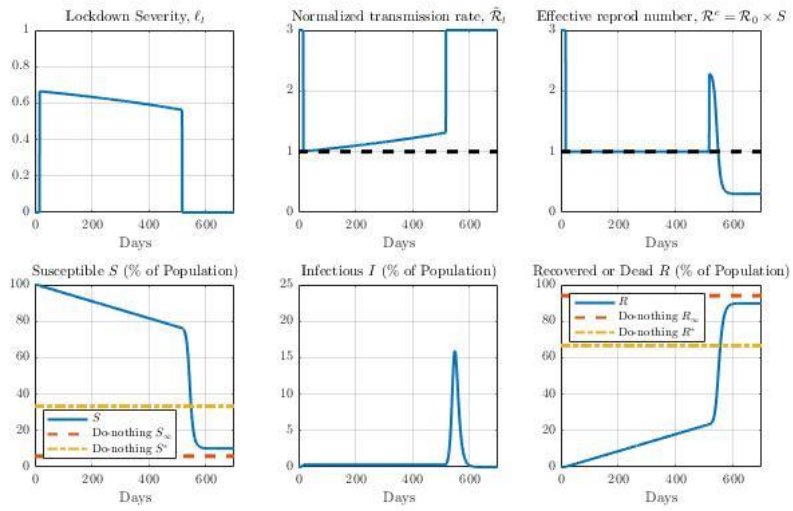 Lockdown Severity, ℓ_t
1
0.8
0.6
0.4
0.2
0
0 200 400 600
Days
Normalized transmission rate, R̃_t
3
2
1
0
0 200 400 600
Days
Effective reprod number, R^e = R_0 × S
3
2
1
0
0 200 400 600
Days
Susceptible S (% of Population)
100
80
60
40
20
0
S
Do-nothing S_∞
Do-nothing S*
0 200 400 600
Days
Infectious I (% of Population)
25
20
15
10
5
0
0 200 400 600
Days
Recovered or Dead R (% of Population)
100
80
60
40
20
0
R
Do-nothing R_∞
Do-nothing R*
0 200 400 600
Days